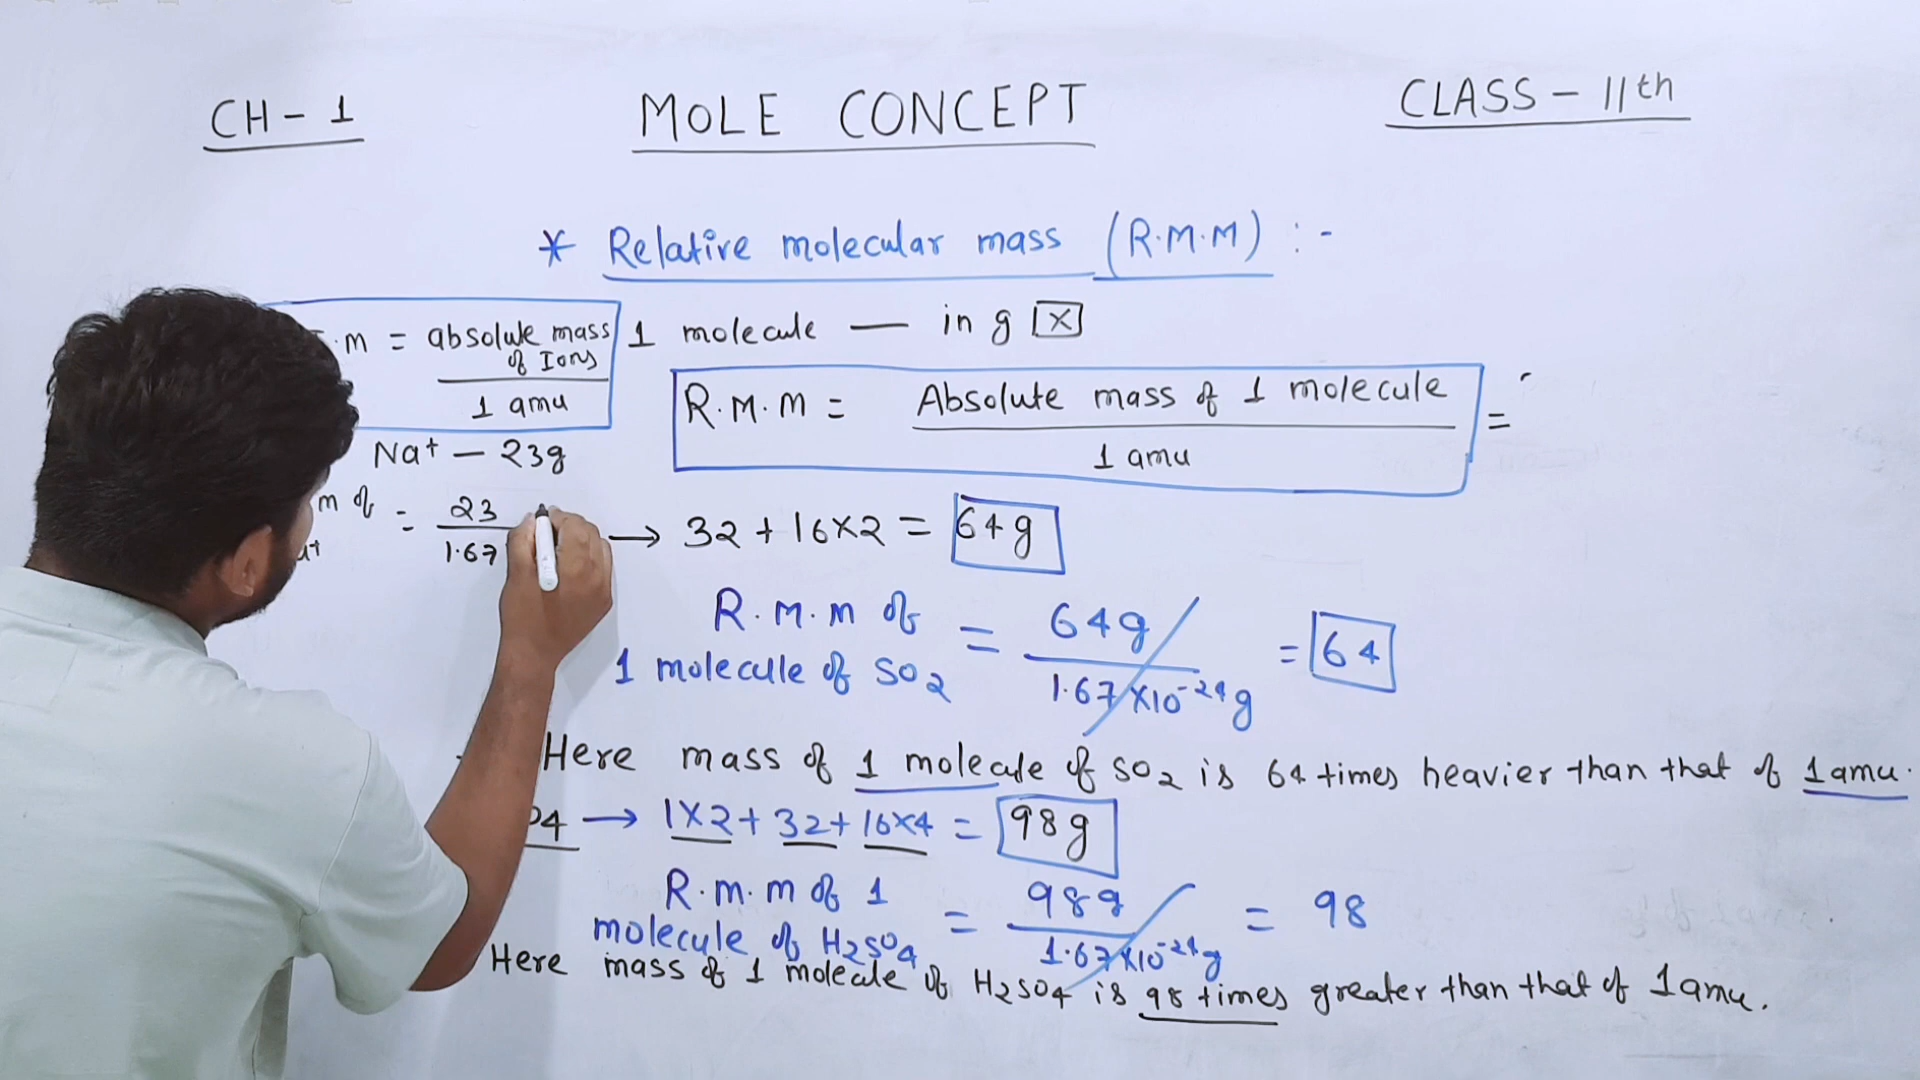 CH - 1
MOLE CONCEPT
CLASS - 11th
* Relative molecular mass (R.M.M) : -
.m = absolute mass of Ions / 1 amu
1 molecule — in g [X]
R.M.m = Absolute mass of 1 molecule / 1 amu =
Na⁺ — 23g
m of = 23 / 1.67
→ 32 + 16×2 = 64g
R.M.m of
1 molecule of SO2 = 64g / 1.67×10⁻²⁴g = 64
Here mass of 1 molecule of SO2 is 64 times heavier than that of 1 amu.
O4 → 1×2 + 32 + 16×4 = 98g
R.M.m of 1
molecule of H2SO4 = 98g / 1.67×10⁻²⁴g = 98
Here mass of 1 molecule of H2SO4 is 98 times greater than that of 1 amu.